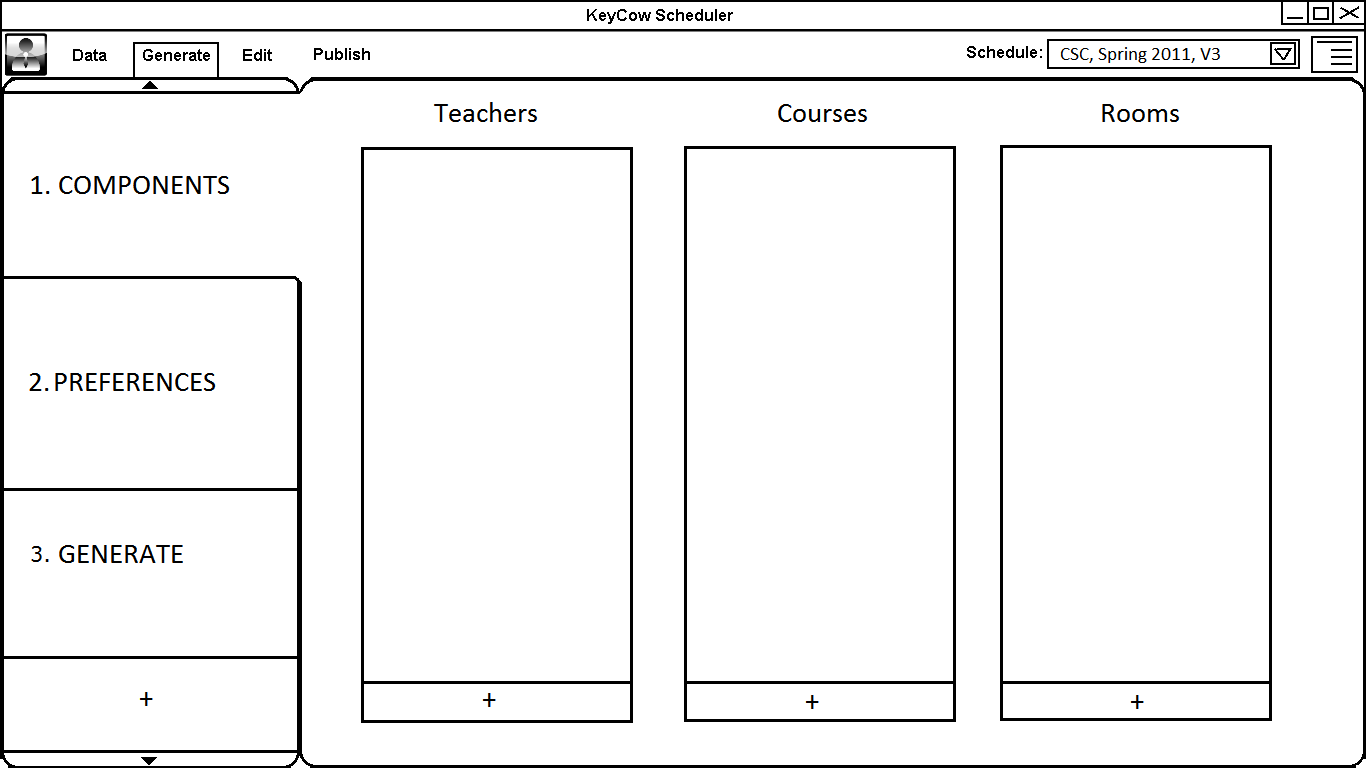 KeyCow Scheduler
Data Generate Edit Publish Schedule: CSC, Spring 2011, V3
Teachers Courses Rooms
1. COMPONENTS
2. PREFERENCES
3. GENERATE
+
+ + +